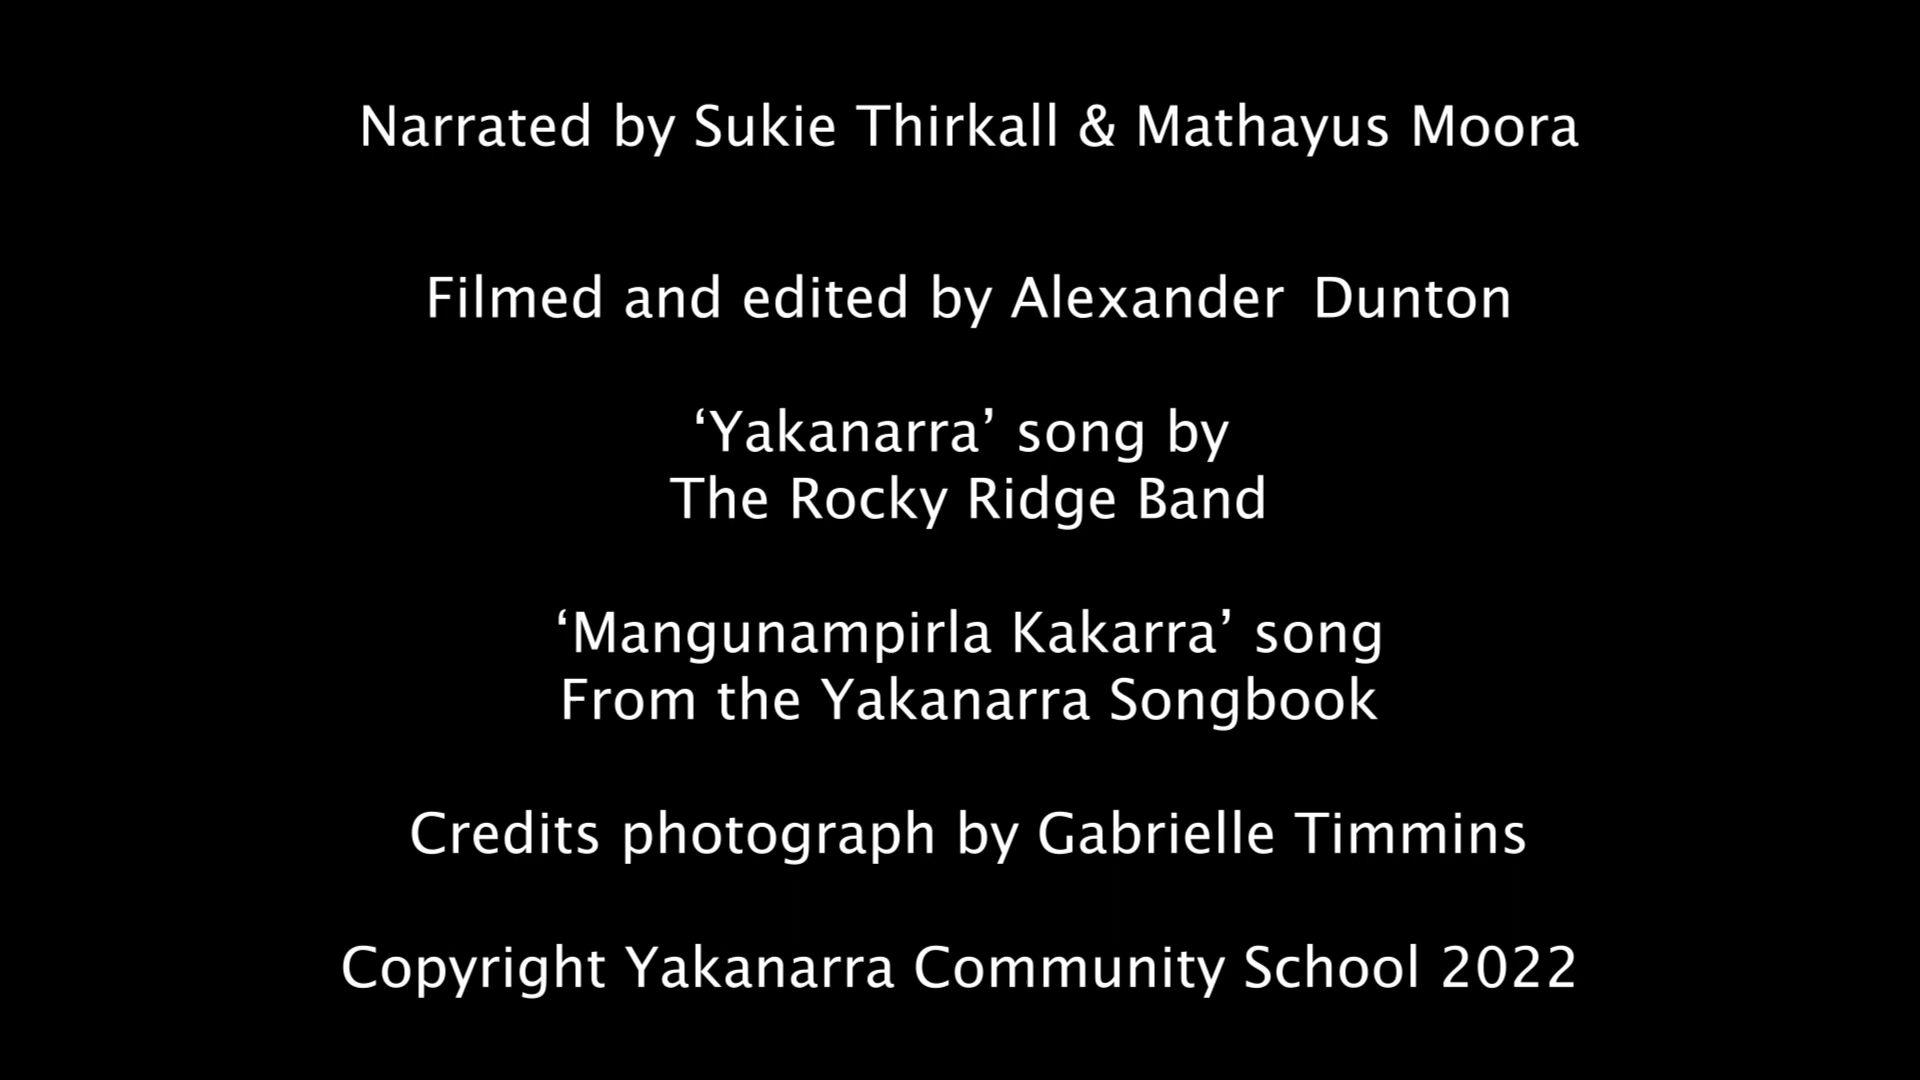 Narrated by Sukie Thirkall & Mathayus Moora
Filmed and edited by Alexander Dunton
‘Yakanarra’ song by
The Rocky Ridge Band
‘Mangunampirla Kakarra’ song
From the Yakanarra Songbook
Credits photograph by Gabrielle Timmins
Copyright Yakanarra Community School 2022